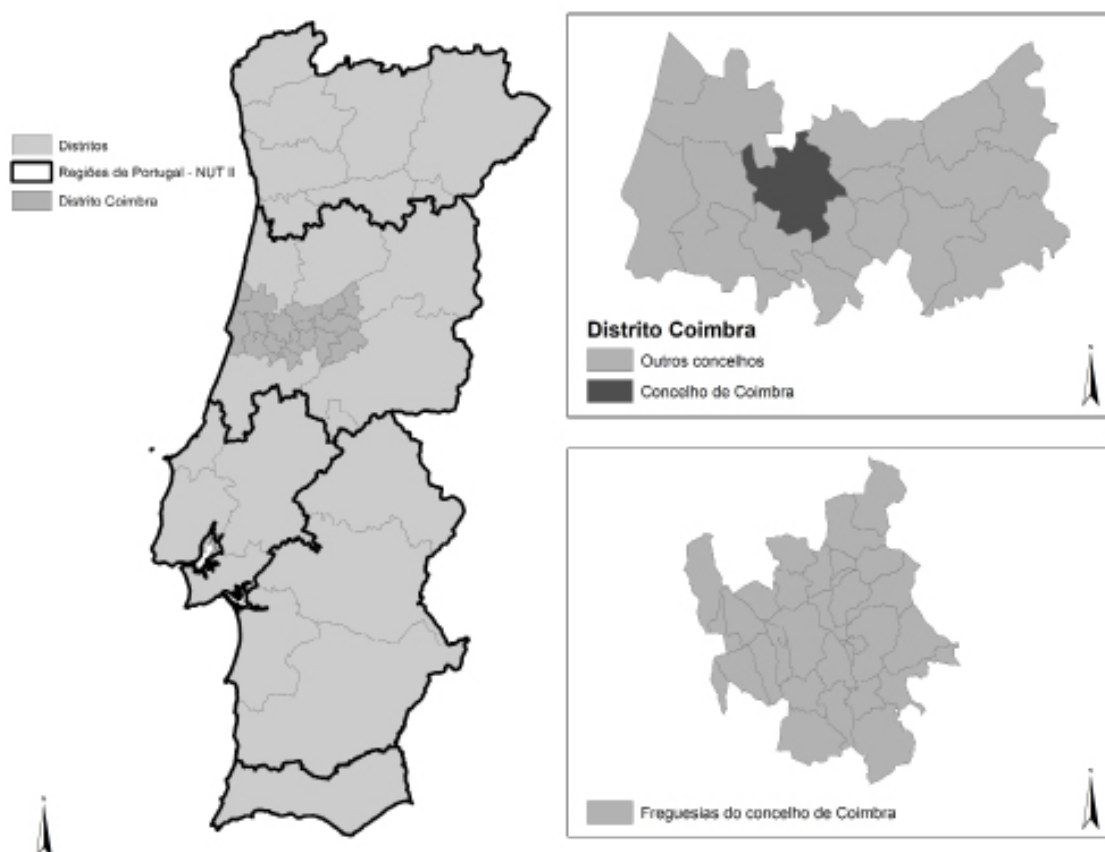 Distritos
Regiões de Portugal - NUT II
Distrito Coimbra
Distrito Coimbra
Outros concelhos
Concelho de Coimbra
Freguesias do concelho de Coimbra